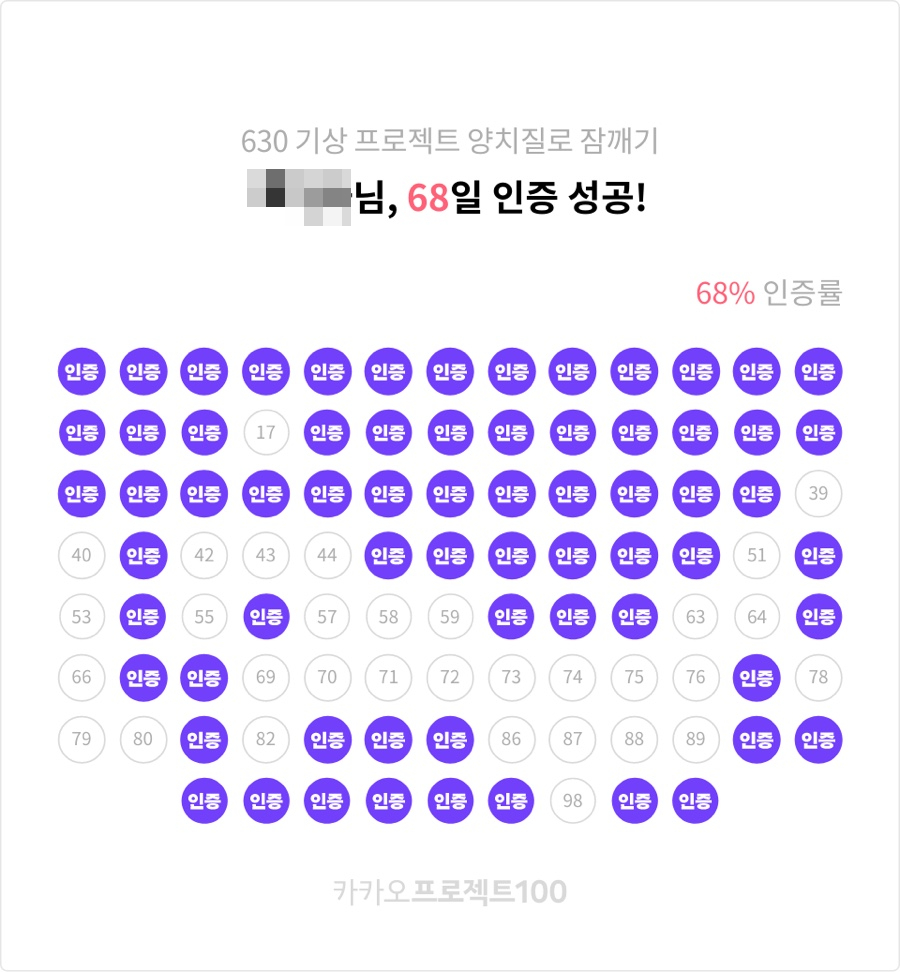 630 기상 프로젝트 양치질로 잠깨기
님, 68일 인증 성공!
68% 인증률
인증 인증 인증 인증 인증 인증 인증 인증 인증 인증 인증 인증 인증
인증 인증 인증 17 인증 인증 인증 인증 인증 인증 인증 인증 인증
인증 인증 인증 인증 인증 인증 인증 인증 인증 인증 인증 인증 39
40 인증 42 43 44 인증 인증 인증 인증 인증 인증 51 인증
53 인증 55 인증 57 58 59 인증 인증 인증 63 64 인증
66 인증 인증 69 70 71 72 73 74 75 76 인증 78
79 80 인증 82 인증 인증 인증 86 87 88 89 인증 인증
인증 인증 인증 인증 인증 인증 98 인증 인증
카카오프로젝트100